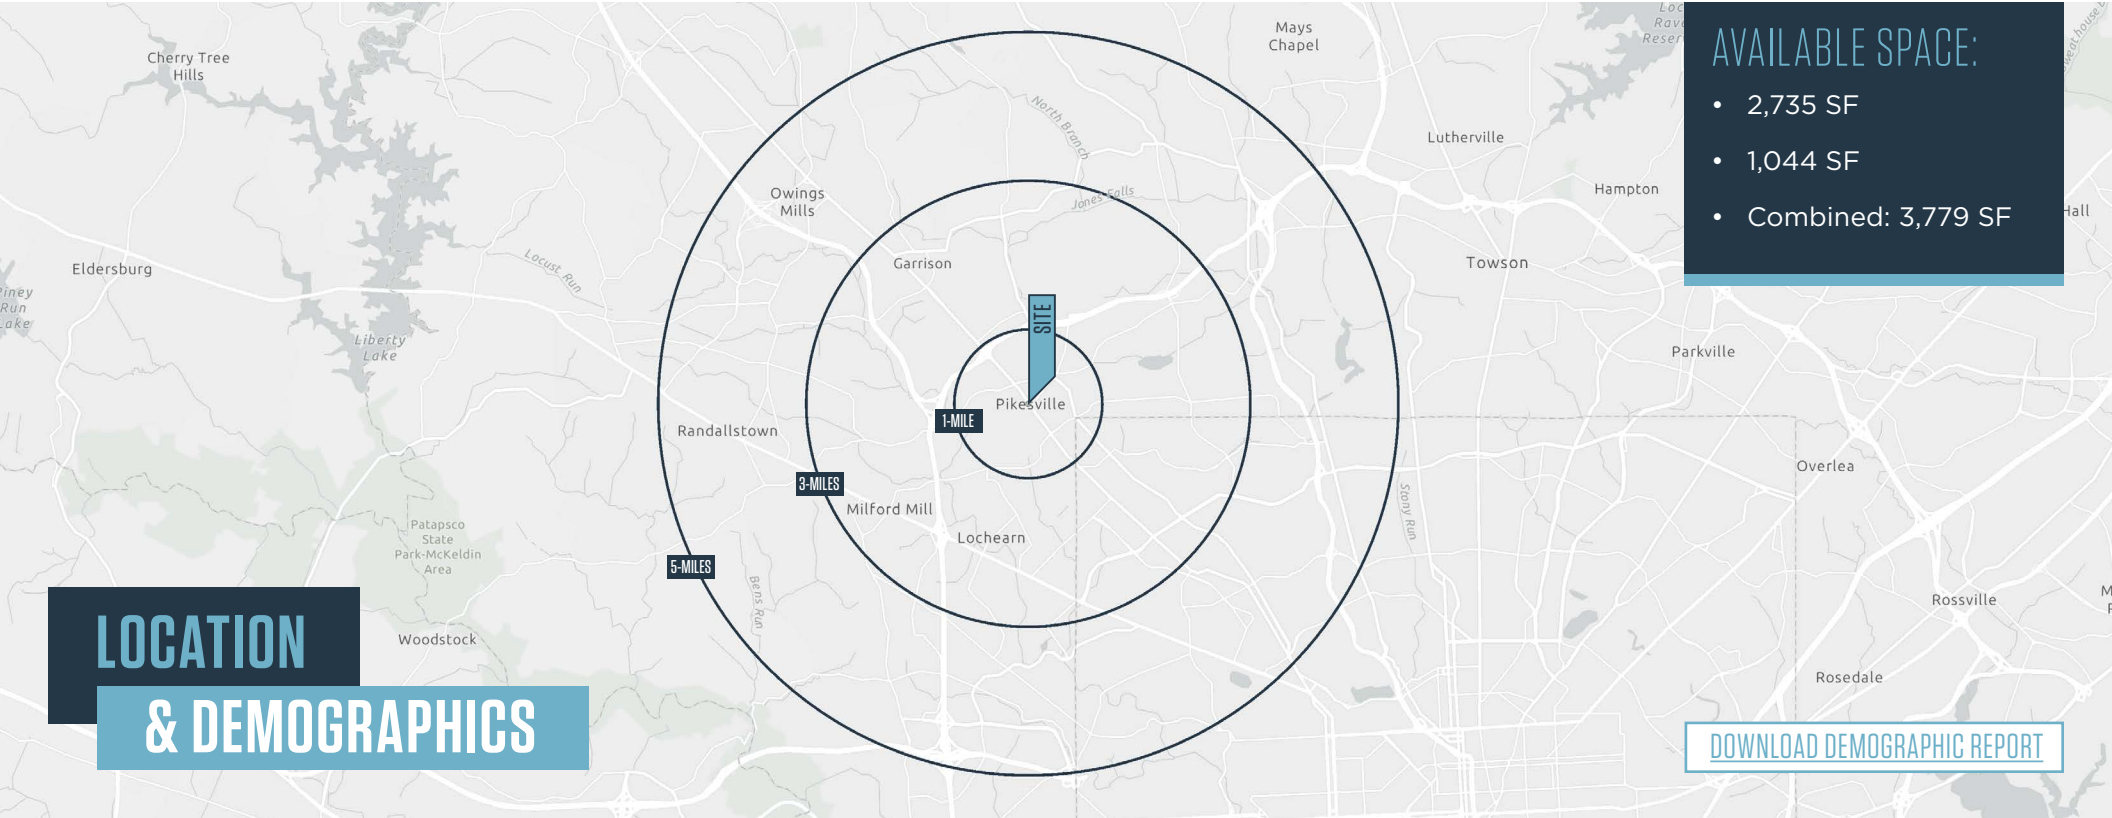 Cherry Tree
Hills
Mays
Chapel
North Branch
Lutherville
Hampton
Owings
Mills
Jones Falls
Eldersburg
Locust Run
Garrison
Towson
Piney
Run
Lake
Liberty
Lake
SITE
Parkville
Pikesville
1-MILE
Randallstown
Overlea
3-MILES
Milford Mill
Stony Run
Patapsco
State
Park-McKeldin
Area
Lochearn
5-MILES
Bens Run
Rossville
Woodstock
Rosedale
Hall
AVAILABLE SPACE:
• 2,735 SF
• 1,044 SF
• Combined: 3,779 SF
LOCATION
& DEMOGRAPHICS
DOWNLOAD DEMOGRAPHIC REPORT